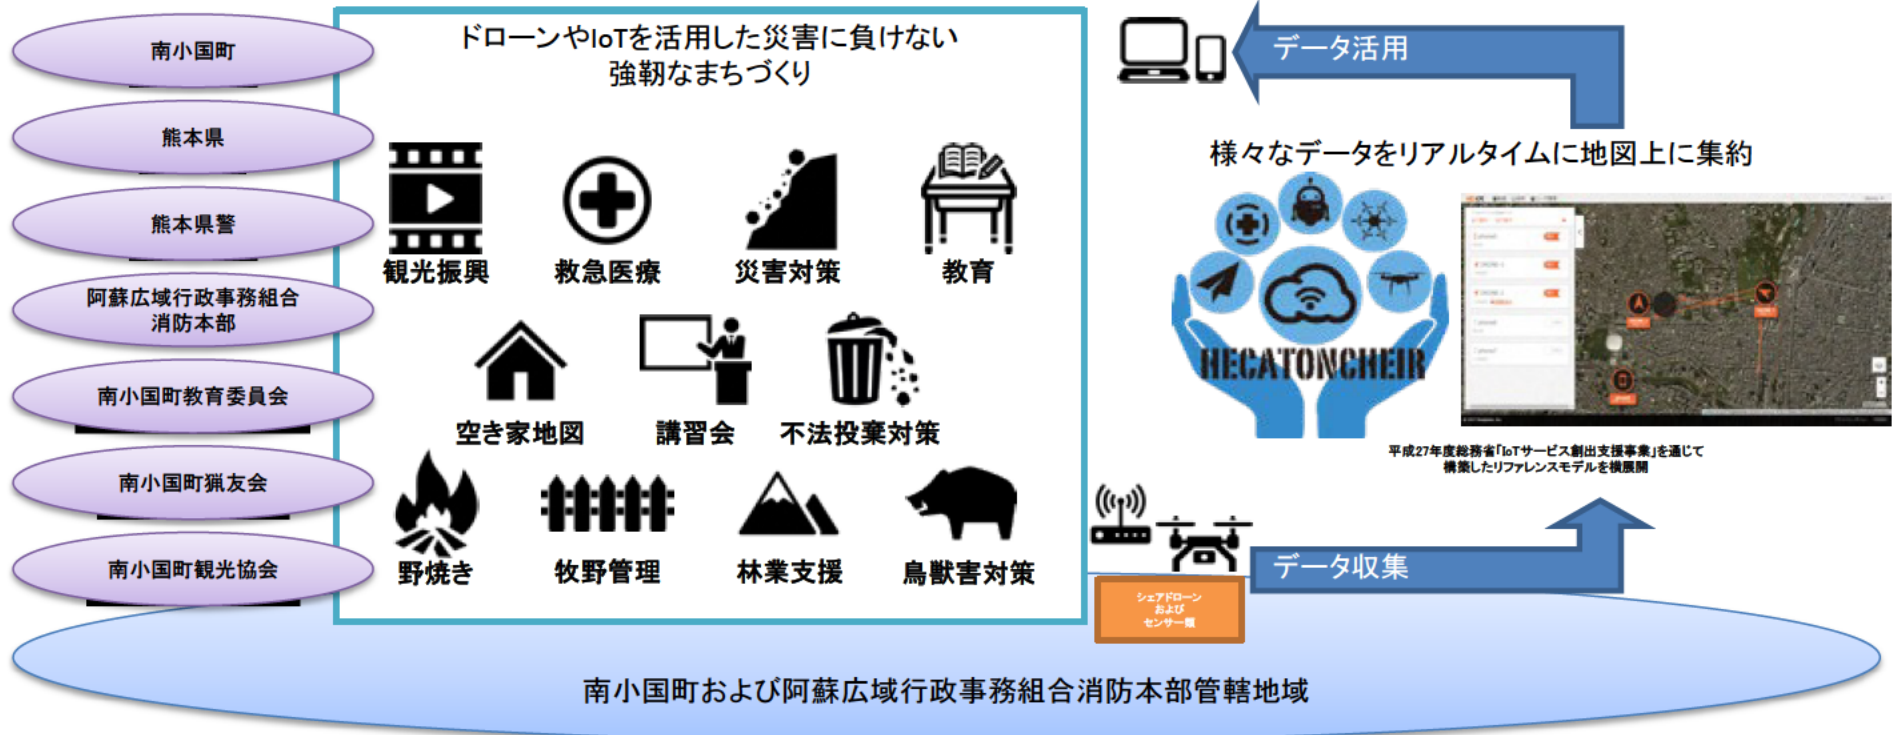 南小国町
熊本県
熊本県警
阿蘇広域行政事務組合
消防本部
南小国町教育委員会
南小国町猟友会
南小国町観光協会
ドローンやIoTを活用した災害に負けない
強靭なまちづくり
観光振興
救急医療
災害対策
教育
空き家地図
講習会
不法投棄対策
野焼き
牧野管理
林業支援
鳥獣害対策
データ活用
様々なデータをリアルタイムに地図上に集約
HECATONCHEIR
平成27年度総務省「IoTサービス創出支援事業」を通じて
構築したリファレンスモデルを横展開
データ収集
シェアドローン
および
センサー類
南小国町および阿蘇広域行政事務組合消防本部管轄地域